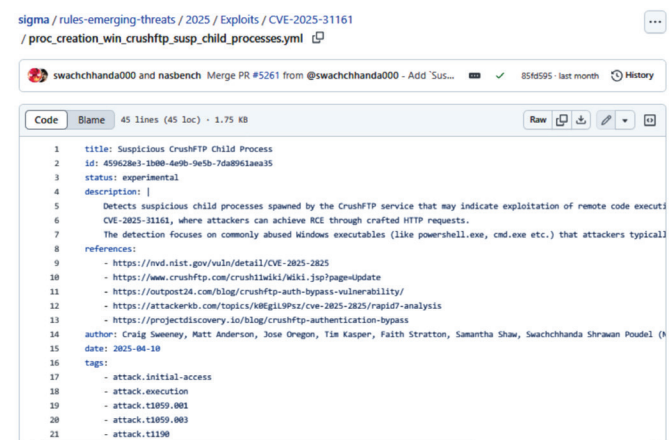 sigma / rules-emerging-threats / 2025 / Exploits / CVE-2025-31161
/ proc_creation_win_crushftp_susp_child_processes.yml
swachchhanda000 and nasbench Merge PR #5261 from @swachchhanda000 - Add `Sus... 85fd595 · last month History
Code Blame 45 lines (45 loc) · 1.75 KB Raw
1 title: Suspicious CrushFTP Child Process
2 id: 459628e3-1b00-4e9b-9e5b-7da8961aea35
3 status: experimental
4 description: |
5 Detects suspicious child processes spawned by the CrushFTP service that may indicate exploitation of remote code executi
6 CVE-2025-31161, where attackers can achieve RCE through crafted HTTP requests.
7 The detection focuses on commonly abused Windows executables (like powershell.exe, cmd.exe etc.) that attackers typicall
8 references:
9 - https://nvd.nist.gov/vuln/detail/CVE-2025-2825
10 - https://www.crushftp.com/crush11wiki/Wiki.jsp?page=Update
11 - https://outpost24.com/blog/crushftp-auth-bypass-vulnerability/
12 - https://attackerkb.com/topics/k0EgiL9Psz/cve-2025-2825/rapid7-analysis
13 - https://projectdiscovery.io/blog/crushftp-authentication-bypass
14 author: Craig Sweeney, Matt Anderson, Jose Oregon, Tim Kasper, Faith Stratton, Samantha Shaw, Swachchhanda Shrawan Poudel (N
15 date: 2025-04-10
16 tags:
17 - attack.initial-access
18 - attack.execution
19 - attack.t1059.001
20 - attack.t1059.003
21 - attack.t1190